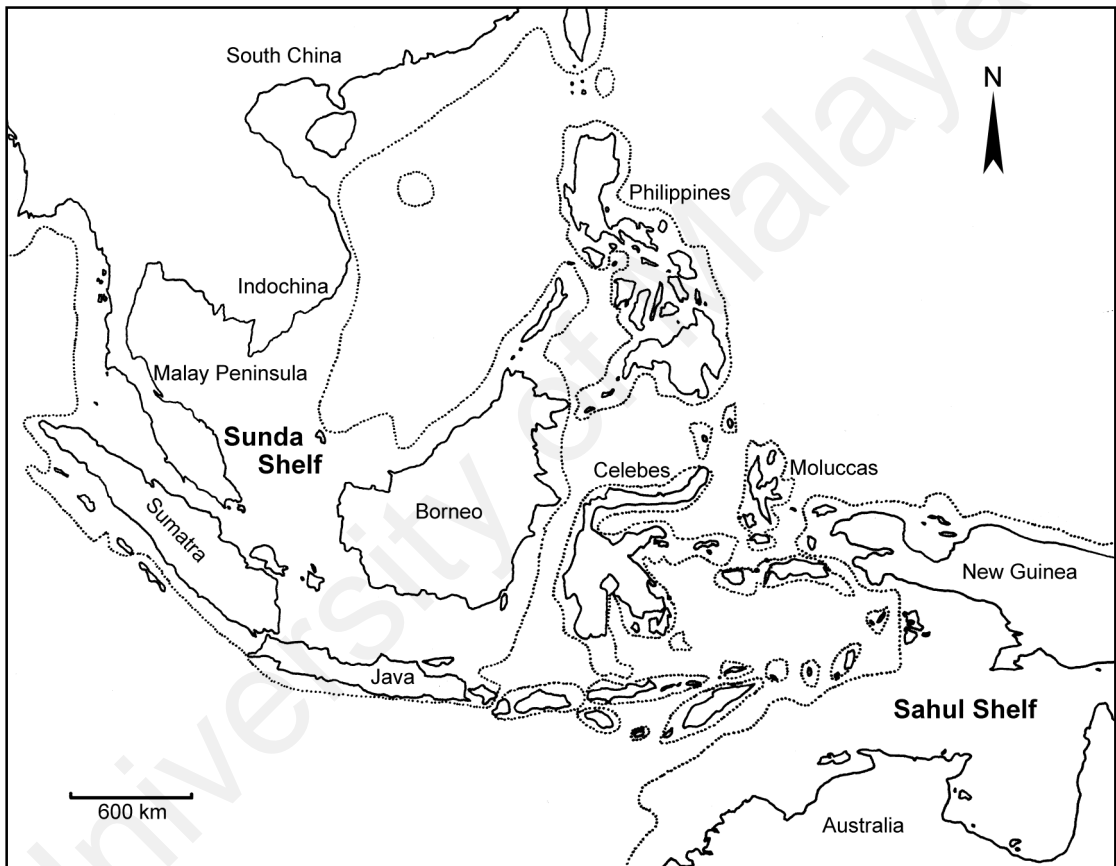 South China
N
Philippines
Indochina
Malay Peninsula
Sunda
Shelf
Celebes
Moluccas
Borneo
Sumatra
New Guinea
Java
Sahul Shelf
600 km
Australia
University of Malaya